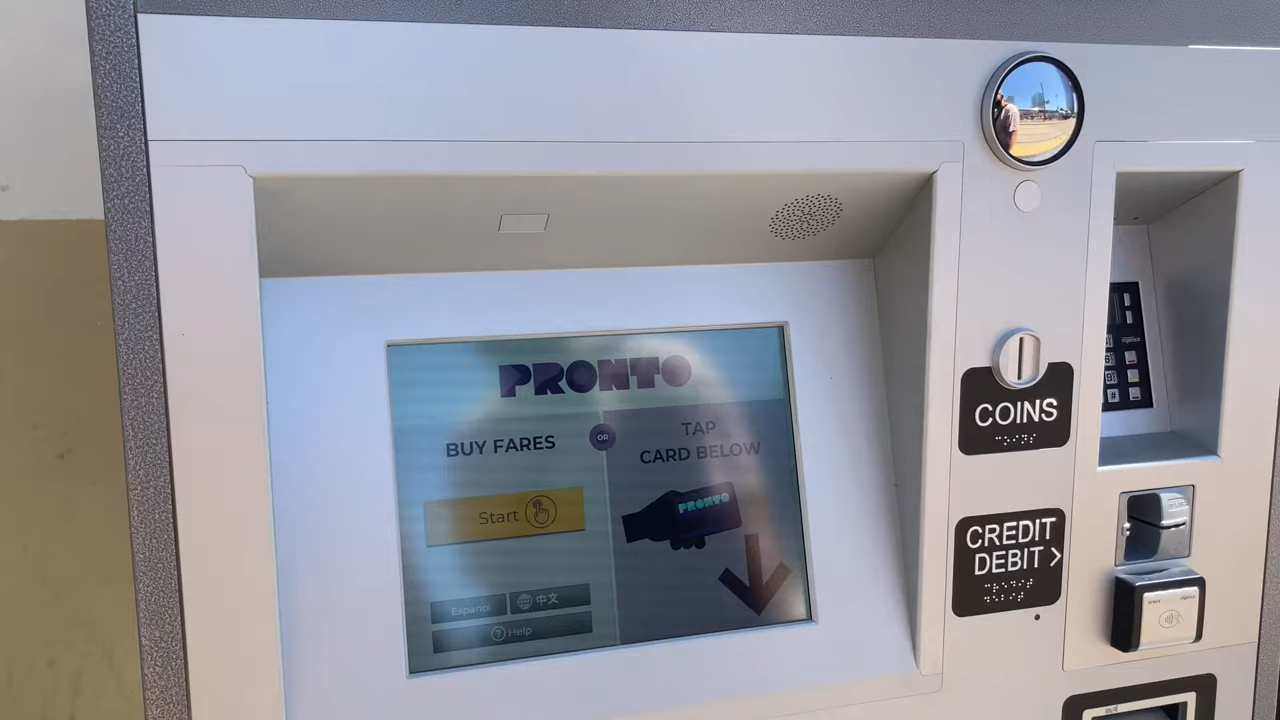 PRONTO
BUY FARES
OR
TAP
CARD BELOW
Start
PRONTO
Español
中文
Help
COINS
CREDIT
DEBIT